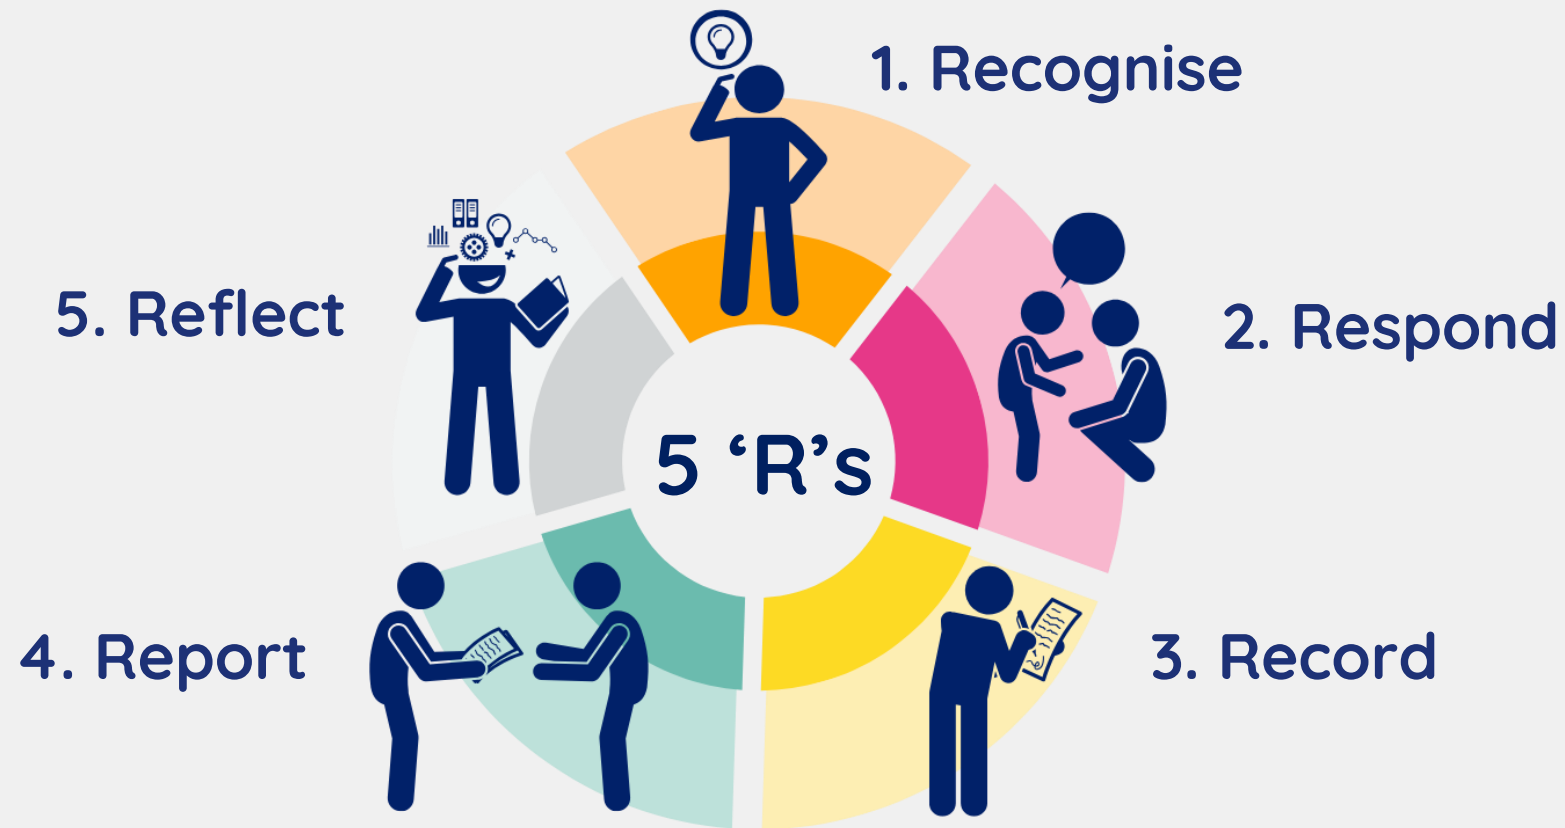 1. Recognise
2. Respond
3. Record
4. Report
5. Reflect
5 ‘R’s